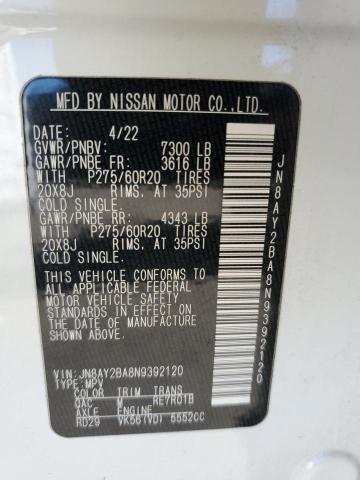 MFD BY NISSAN MOTOR CO.,LTD.
DATE: 4/22
GVWR/PNBV: 7300 LB
GAWR/PNBE FR: 3616 LB
WITH P275/60R20 TIRES
20X8J RIMS, AT 35PSI
COLD SINGLE.
GAWR/PNBE RR: 4343 LB
WITH P275/60R20 TIRES
20X8J RIMS, AT 35PSI
COLD SINGLE.
THIS VEHICLE CONFORMS TO
ALL APPLICABLE FEDERAL
MOTOR VEHICLE SAFETY
STANDARDS IN EFFECT ON
THE DATE OF MANUFACTURE
SHOWN ABOVE.
VIN: JN8AY2BA8N9392120
TYPE: MPV
COLOR TRIM TRANS
QAC M RE7R01B
AXLE ENGINE
RD29 VK56(VD) 5552CC
JN8AY2BA8N9392120